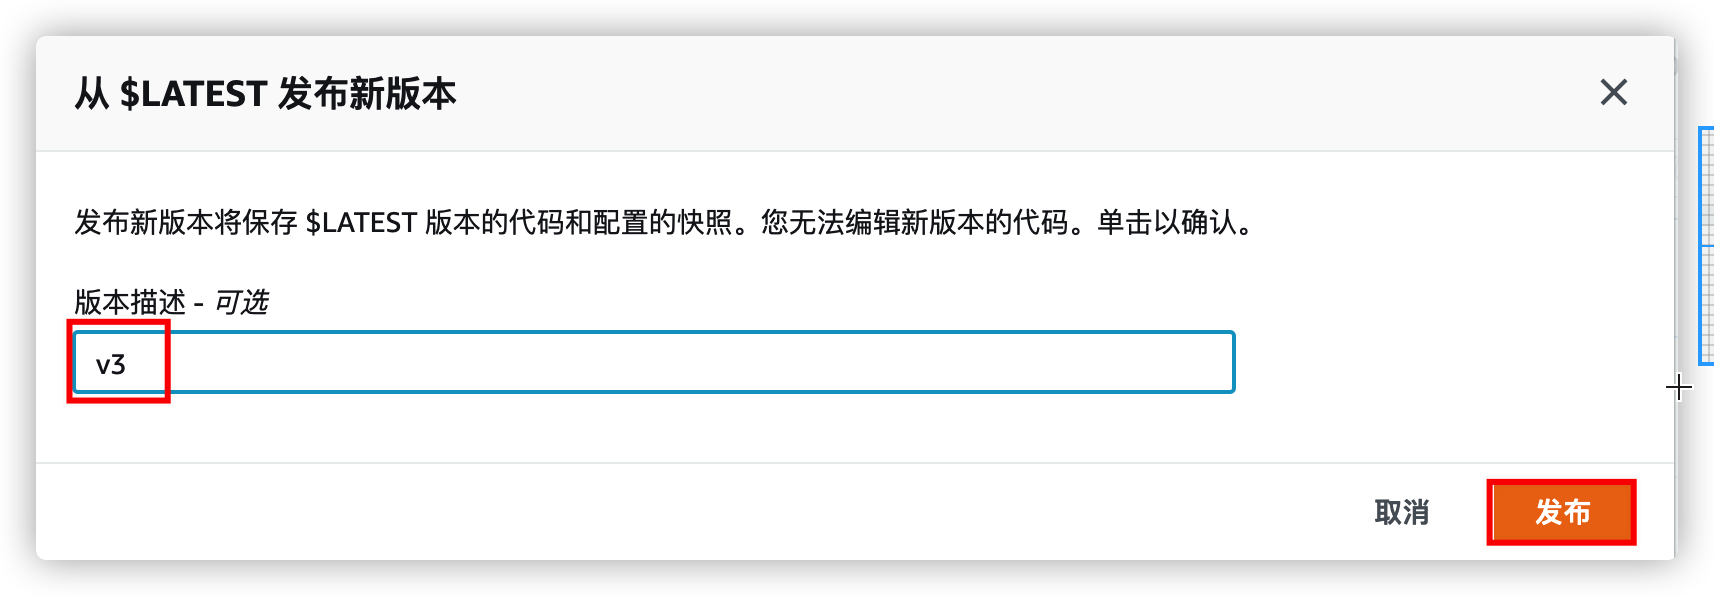 从 $LATEST 发布新版本
发布新版本将保存 $LATEST 版本的代码和配置的快照。您无法编辑新版本的代码。单击以确认。
版本描述 - 可选
v3
取消
发布